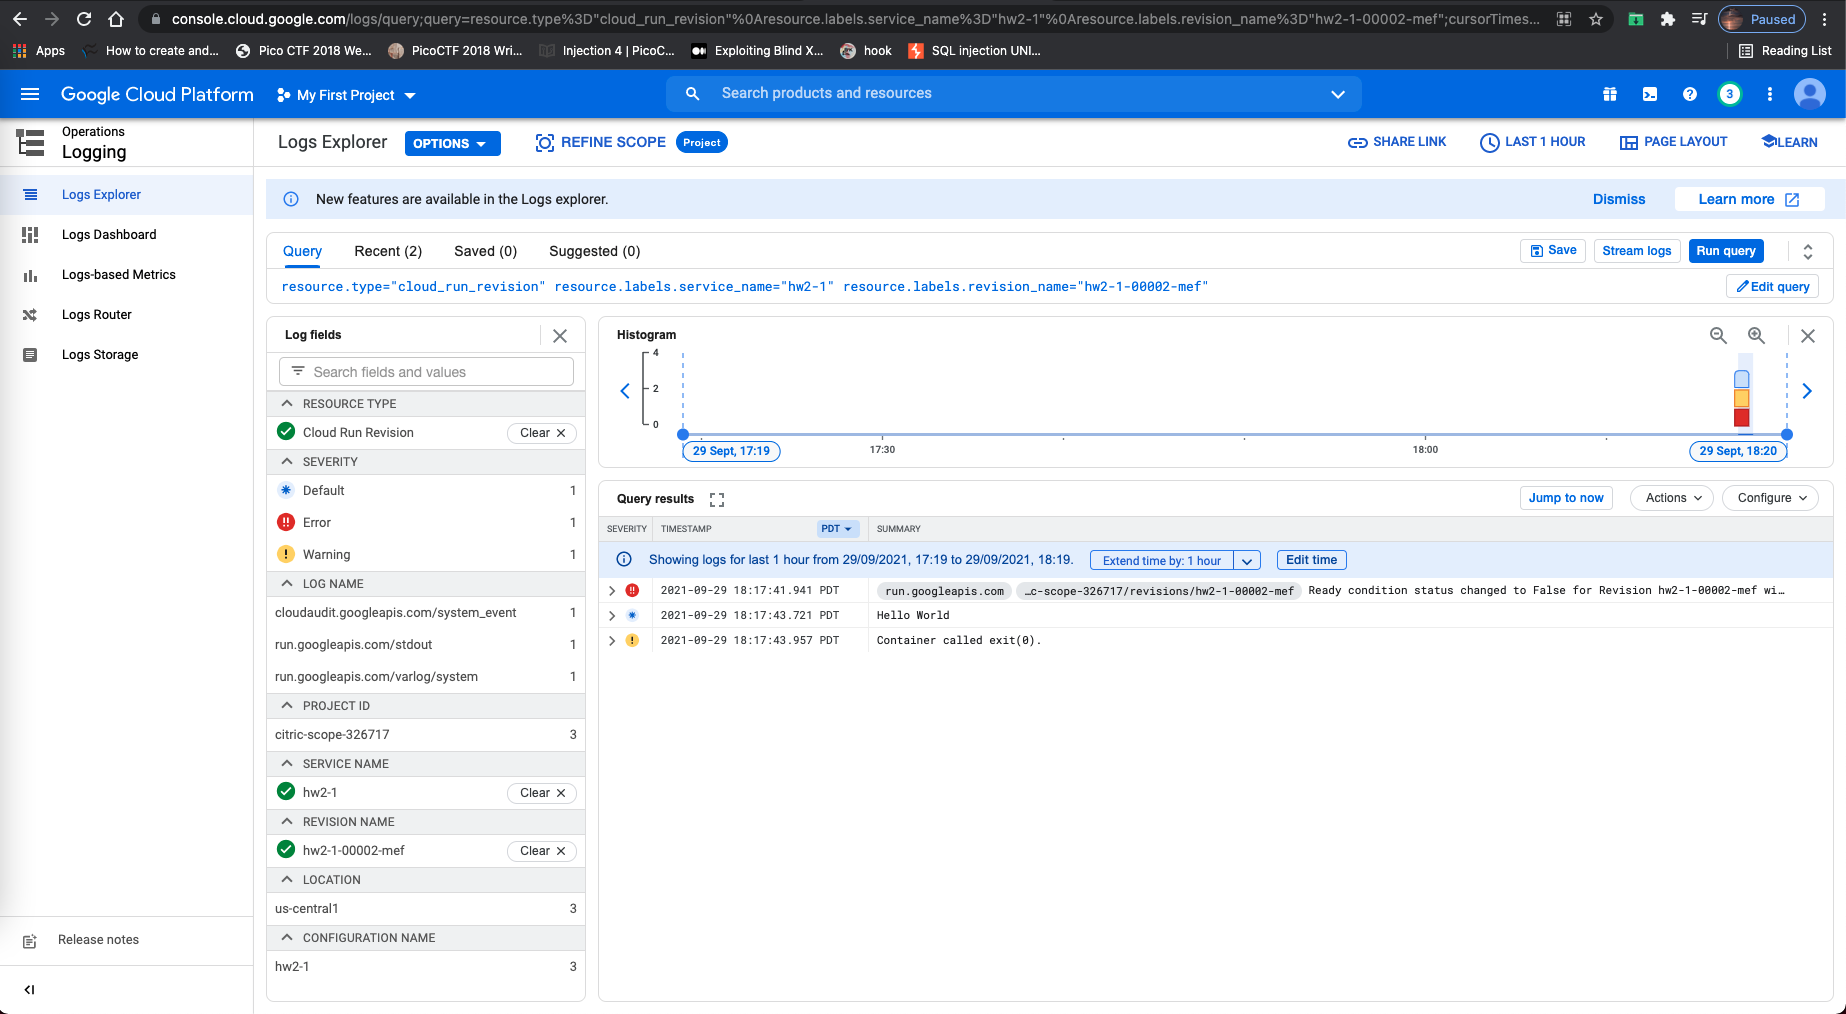 console.cloud.google.com/logs/query;query=resource.type%3D"cloud_run_revision"%0Aresource.labels.service_name%3D"hw2-1"%0Aresource.labels.revision_name%3D"hw2-1-00002-mef";cursorTimes...
Paused
Apps
How to create and...
Pico CTF 2018 We...
PicoCTF 2018 Wri...
Injection 4 | PicoC...
Exploiting Blind X...
hook
SQL injection UNI...
Reading List
Google Cloud Platform
My First Project
Search products and resources
3
Operations
Logging
Logs Explorer
OPTIONS
REFINE SCOPE
Project
SHARE LINK
LAST 1 HOUR
PAGE LAYOUT
LEARN
Logs Explorer
Logs Dashboard
Logs-based Metrics
Logs Router
Logs Storage
Release notes
New features are available in the Logs explorer.
Dismiss
Learn more
Query
Recent (2)
Saved (0)
Suggested (0)
Save
Stream logs
Run query
resource.type="cloud_run_revision" resource.labels.service_name="hw2-1" resource.labels.revision_name="hw2-1-00002-mef"
Edit query
Log fields
Search fields and values
RESOURCE TYPE
Cloud Run Revision
Clear
SEVERITY
Default 1
Error 1
Warning 1
LOG NAME
cloudaudit.googleapis.com/system_event 1
run.googleapis.com/stdout 1
run.googleapis.com/varlog/system 1
PROJECT ID
citric-scope-326717 3
SERVICE NAME
hw2-1
Clear
REVISION NAME
hw2-1-00002-mef
Clear
LOCATION
us-central1 3
CONFIGURATION NAME
hw2-1 3
Histogram
4
2
0
29 Sept, 17:19
17:30
18:00
29 Sept, 18:20
Query results
Jump to now
Actions
Configure
SEVERITY
TIMESTAMP
PDT
SUMMARY
Showing logs for last 1 hour from 29/09/2021, 17:19 to 29/09/2021, 18:19.
Extend time by: 1 hour
Edit time
2021-09-29 18:17:41.941 PDT run.googleapis.com …c-scope-326717/revisions/hw2-1-00002-mef Ready condition status changed to False for Revision hw2-1-00002-mef wi…
2021-09-29 18:17:43.721 PDT Hello World
2021-09-29 18:17:43.957 PDT Container called exit(0).